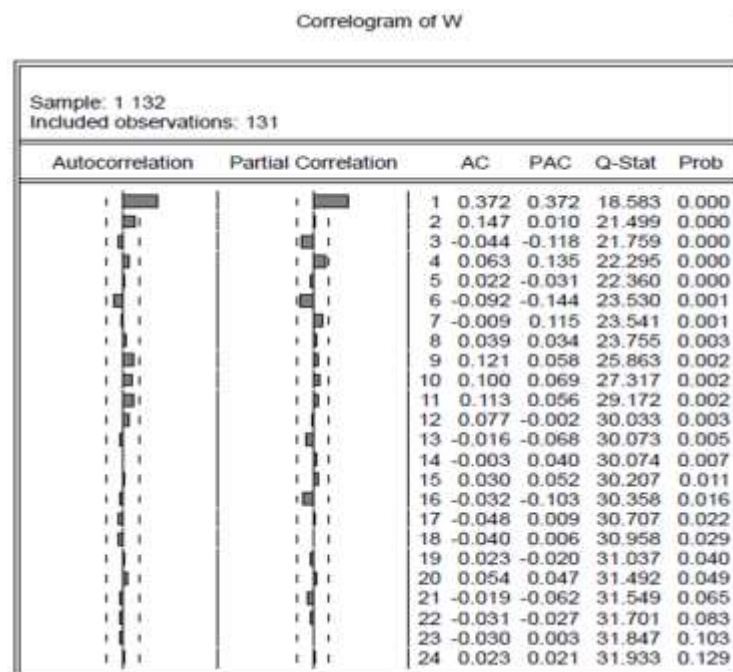 Correlogram of W
Sample: 1 132
Included observations: 131
Autocorrelation Partial Correlation AC PAC Q-Stat Prob
1 0.372 0.372 18.583 0.000
2 0.147 0.010 21.499 0.000
3 -0.044 -0.118 21.759 0.000
4 0.063 0.135 22.295 0.000
5 0.022 -0.031 22.360 0.000
6 -0.092 -0.144 23.530 0.001
7 -0.009 0.115 23.541 0.001
8 0.039 0.034 23.755 0.003
9 0.121 0.058 25.863 0.002
10 0.100 0.069 27.317 0.002
11 0.113 0.056 29.172 0.002
12 0.077 -0.002 30.033 0.003
13 -0.016 -0.068 30.073 0.005
14 -0.003 0.040 30.074 0.007
15 0.030 0.052 30.207 0.011
16 -0.032 -0.103 30.358 0.016
17 -0.048 0.009 30.707 0.022
18 -0.040 0.006 30.958 0.029
19 0.023 -0.020 31.037 0.040
20 0.054 0.047 31.492 0.049
21 -0.019 -0.062 31.549 0.065
22 -0.031 -0.027 31.701 0.083
23 -0.030 0.003 31.847 0.103
24 0.023 0.021 31.933 0.129